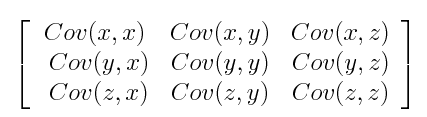 Cov(x, x) Cov(x, y) Cov(x, z)
Cov(y, x) Cov(y, y) Cov(y, z)
Cov(z, x) Cov(z, y) Cov(z, z)